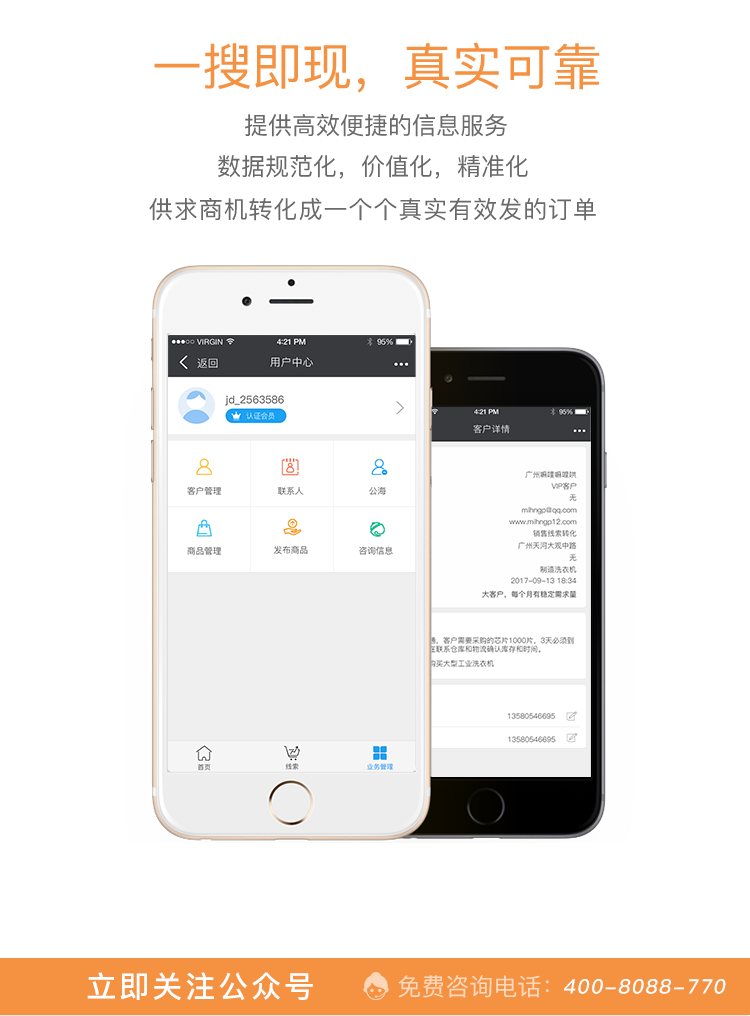 一搜即现，真实可靠
提供高效便捷的信息服务
数据规范化，价值化，精准化
供求商机转化成一个个真实有效发的订单
VIRGIN 4:21 PM 95%
返回 用户中心
jd_2563586
认证会员
客户管理 联系人 公海
商品管理 发布商品 咨询信息
首页 线索 业务管理
4:21 PM 95%
客户详情
广州嘛哩嘛哩哄
VIP客户
无
mlhngp@qq.com
www.mlhngp12.com
销售线索转化
广州天河大观中路
无
制造洗衣机
2017-09-13 18:34
大客户，每个月有稳定需求量
客户需要采购的芯片1000片，3天必须到
联系仓库和物流确认库存和时间。
购买大型工业洗衣机
13580546695
13580546695
立即关注公众号 免费咨询电话：400-8088-770